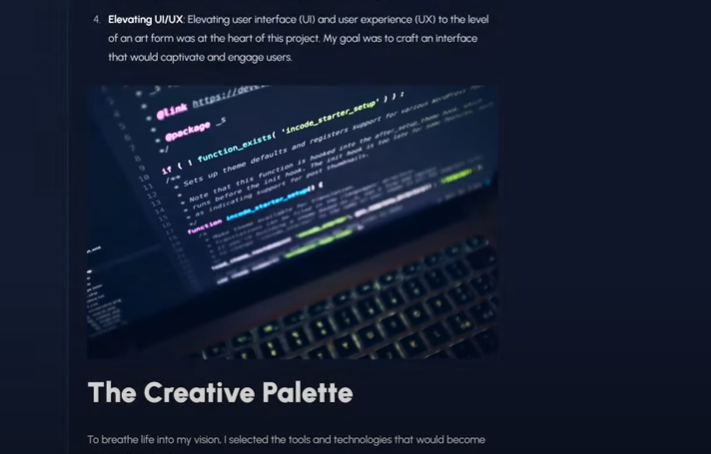 4. Elevating UI/UX: Elevating user interface (UI) and user experience (UX) to the level
of an art form was at the heart of this project. My goal was to craft an interface
that would captivate and engage users.
* @link https://dev
* @package _s
*/
if ( ! function_exists( 'incode_starter_setup' ) ) :
/**
* Sets up theme defaults and registers support for various WordPress
* Note that this function is hooked into the after_setup_theme hook, which
* runs before the init hook. The init hook is too late for some features, such
* as indicating support for post thumbnails.
*/
function incode_starter_setup() {
The Creative Palette
To breathe life into my vision, I selected the tools and technologies that would become